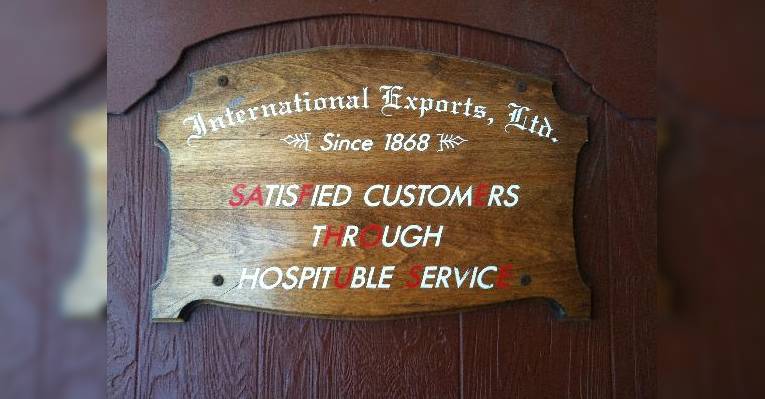 International Exports, Ltd.
Since 1868
SATISFIED CUSTOMERS
THROUGH
HOSPITUBLE SERVICE